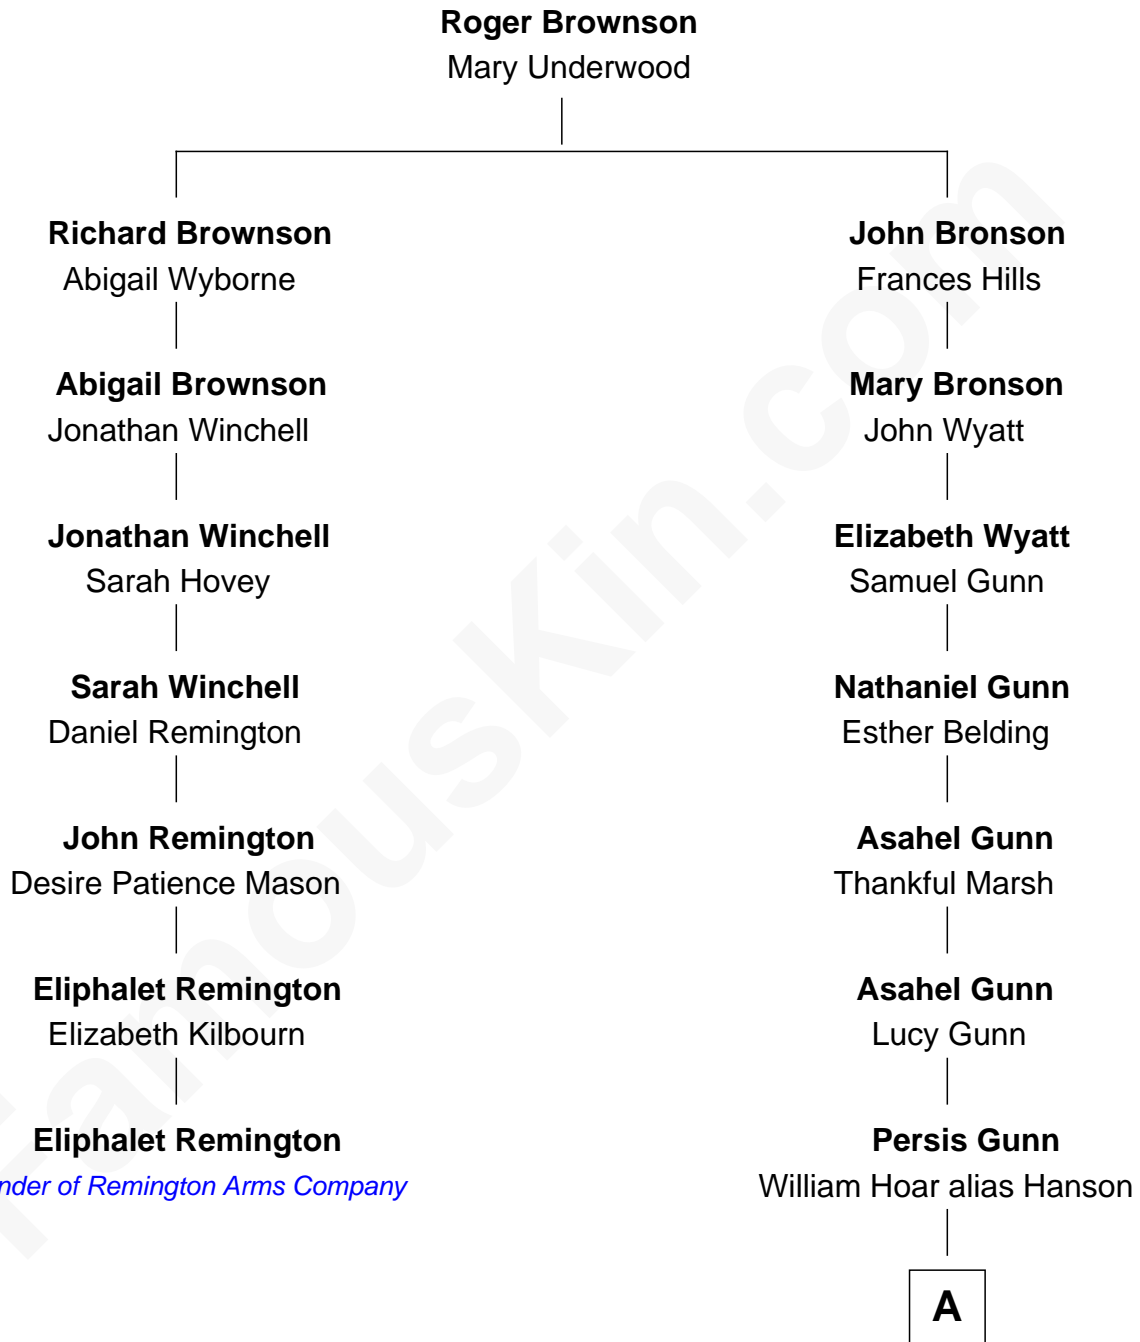 Roger Brownson
Mary Underwood
Richard Brownson
Abigail Wyborne
John Bronson
Frances Hills
Abigail Brownson
Jonathan Winchell
Mary Bronson
John Wyatt
Jonathan Winchell
Sarah Hovey
Elizabeth Wyatt
Samuel Gunn
Sarah Winchell
Daniel Remington
Nathaniel Gunn
Esther Belding
John Remington
Desire Patience Mason
Asahel Gunn
Thankful Marsh
Eliphalet Remington
Elizabeth Kilbourn
Asahel Gunn
Lucy Gunn
Eliphalet Remington
nder of Remington Arms Company
Persis Gunn
William Hoar alias Hanson
A
FamousKin.com